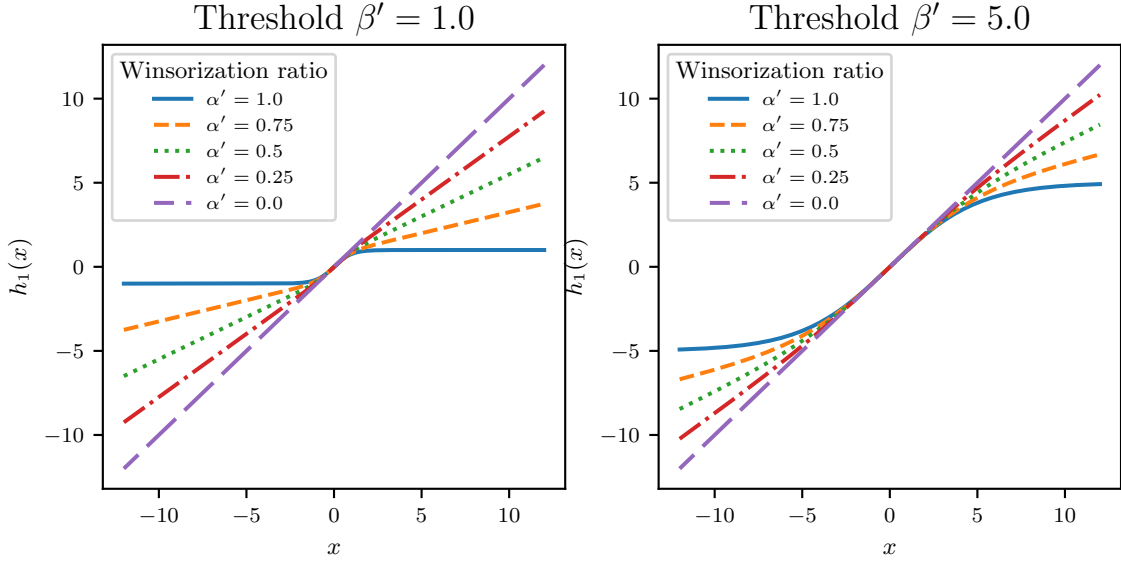 Threshold β′ = 1.0
Winsorization ratio
α′ = 1.0
α′ = 0.75
α′ = 0.5
α′ = 0.25
α′ = 0.0
10
5
0
−5
−10
h₁(x)
−10 −5 0 5 10
x
Threshold β′ = 5.0
Winsorization ratio
α′ = 1.0
α′ = 0.75
α′ = 0.5
α′ = 0.25
α′ = 0.0
10
5
0
−5
−10
h₁(x)
−10 −5 0 5 10
x